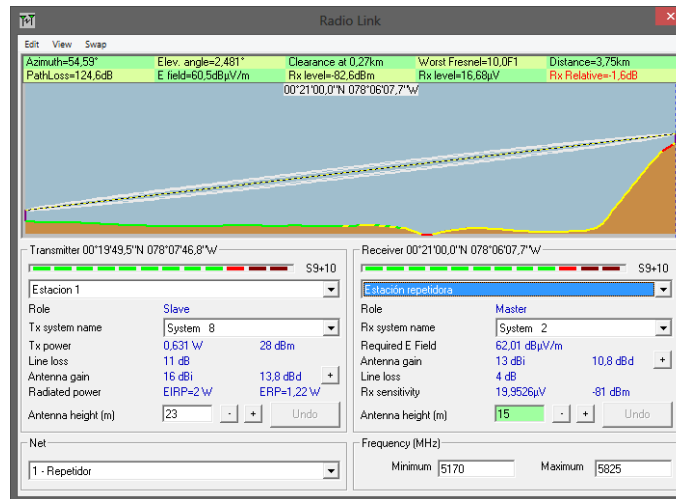 Radio Link
Edit View Swap
Azimuth=54,59° Elev. angle=2,481° Clearance at 0,27km Worst Fresnel=10,0F1 Distance=3,75km
PathLoss=124,6dB E field=60,5dBµV/m Rx level=-82,6dBm Rx level=16,68µV Rx Relative=-1,6dB
00°21'00,0"N 078°06'07,7"W
Transmitter 00°19'49,5"N 078°07'46,8"W
S9+10
Estacion 1
Role Slave
Tx system name System 8
Tx power 0,631 W 28 dBm
Line loss 11 dB
Antenna gain 16 dBi 13,8 dBd +
Radiated power EIRP=2 W ERP=1,22 W
Antenna height (m) 23 - + Undo
Net
1 - Repetidor
Receiver 00°21'00,0"N 078°06'07,7"W
S9+10
Estación repetidora
Role Master
Rx system name System 2
Required E Field 62,01 dBµV/m
Antenna gain 13 dBi 10,8 dBd +
Line loss 4 dB
Rx sensitivity 19,9526µV -81 dBm
Antenna height (m) 15 - + Undo
Frequency (MHz)
Minimum 5170 Maximum 5825